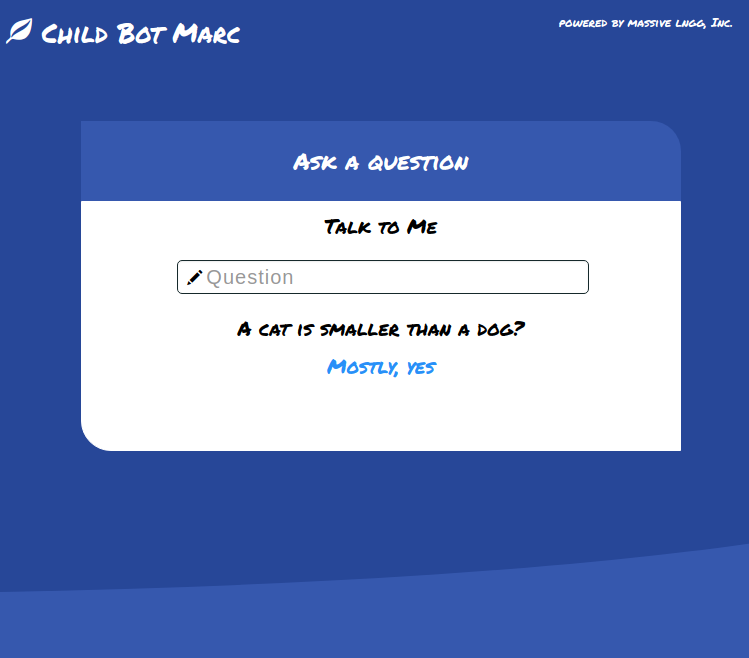 Child Bot Marc
powered by massive lngg, Inc.
Ask a question
Talk to Me
Question
A cat is smaller than a dog?
Mostly, yes